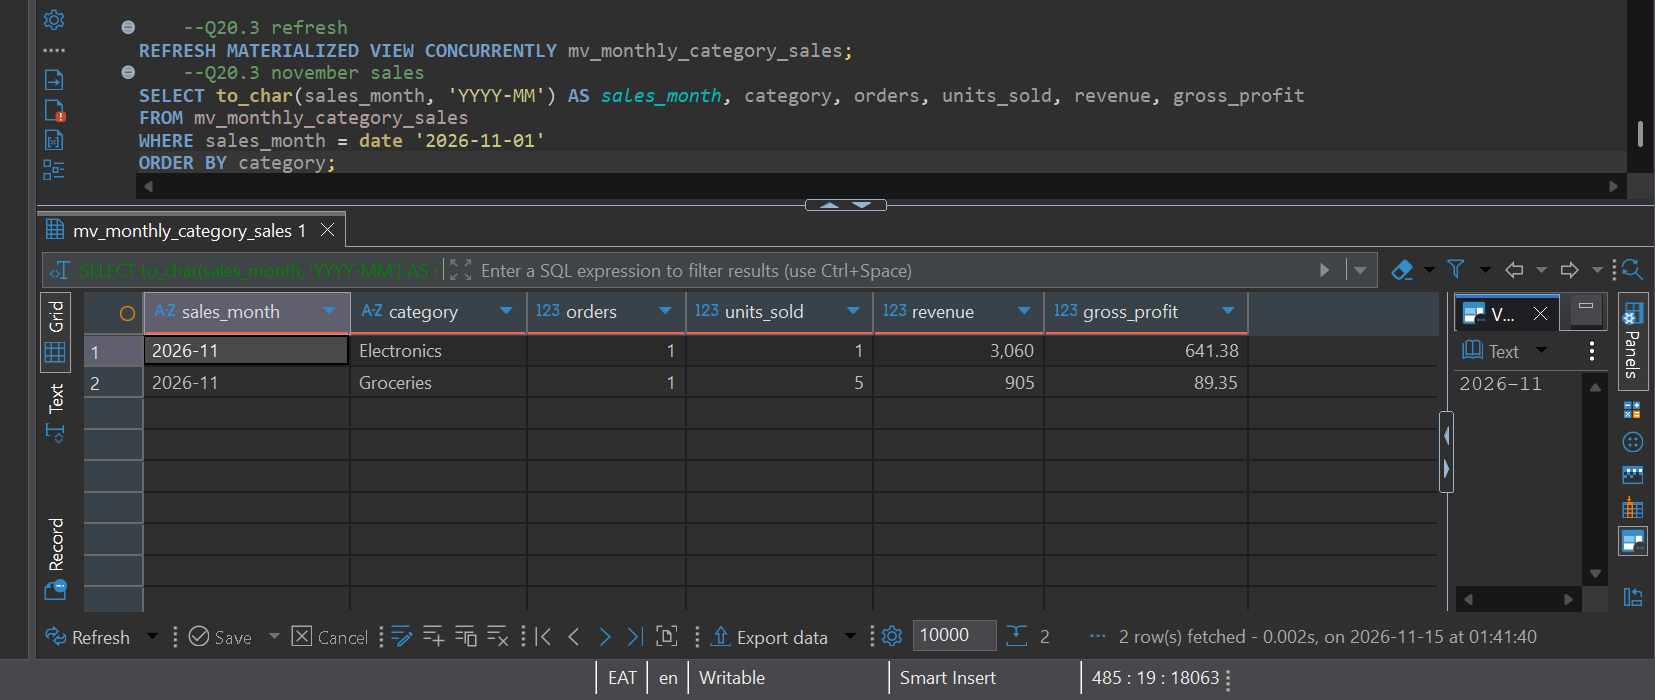 --Q20.3 refresh
REFRESH MATERIALIZED VIEW CONCURRENTLY mv_monthly_category_sales;
--Q20.3 november sales
SELECT to_char(sales_month, 'YYYY-MM') AS sales_month, category, orders, units_sold, revenue, gross_profit
FROM mv_monthly_category_sales
WHERE sales_month = date '2026-11-01'
ORDER BY category;
mv_monthly_category_sales 1
SELECT to_char(sales_month, 'YYYY-MM') AS
Enter a SQL expression to filter results (use Ctrl+Space)
Grid
Text
Record
A-Z sales_month A-Z category 123 orders 123 units_sold 123 revenue 123 gross_profit
1 2026-11 Electronics 1 1 3,060 641.38
2 2026-11 Groceries 1 5 905 89.35
V...
Text
2026-11
Panels
Refresh Save Cancel Export data 10000 2 ... 2 row(s) fetched - 0.002s, on 2026-11-15 at 01:41:40
EAT en Writable Smart Insert 485 : 19 : 18063